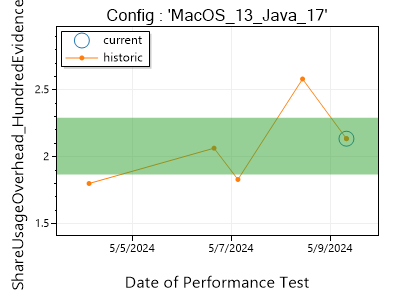 Config : 'MacOS_13_Java_17'
current
historic
ShareUsageOverhead_HundredEvidence
2.5
2
1.5
5/5/2024
5/7/2024
5/9/2024
Date of Performance Test